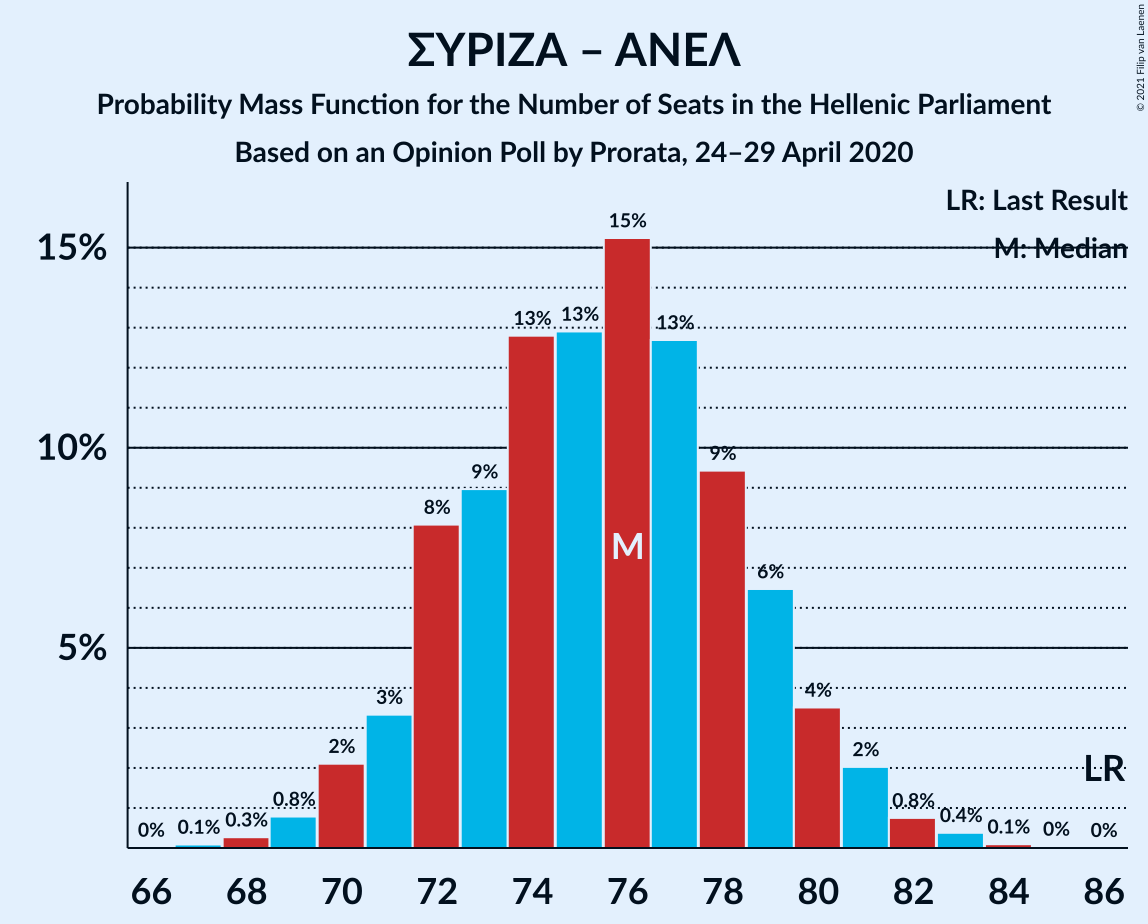 ΣΥΡΙΖΑ – ΑΝΕΛ
Probability Mass Function for the Number of Seats in the Hellenic Parliament
Based on an Opinion Poll by Prorata, 24–29 April 2020
© 2021 Filip van Laenen
LR: Last Result
M: Median
15%
10%
5%
0%
0.1%
0.3%
0.8%
2%
3%
8%
9%
13%
13%
15%
13%
9%
6%
4%
2%
0.8%
0.4%
0.1%
0%
0%
M
LR
66 68 70 72 74 76 78 80 82 84 86